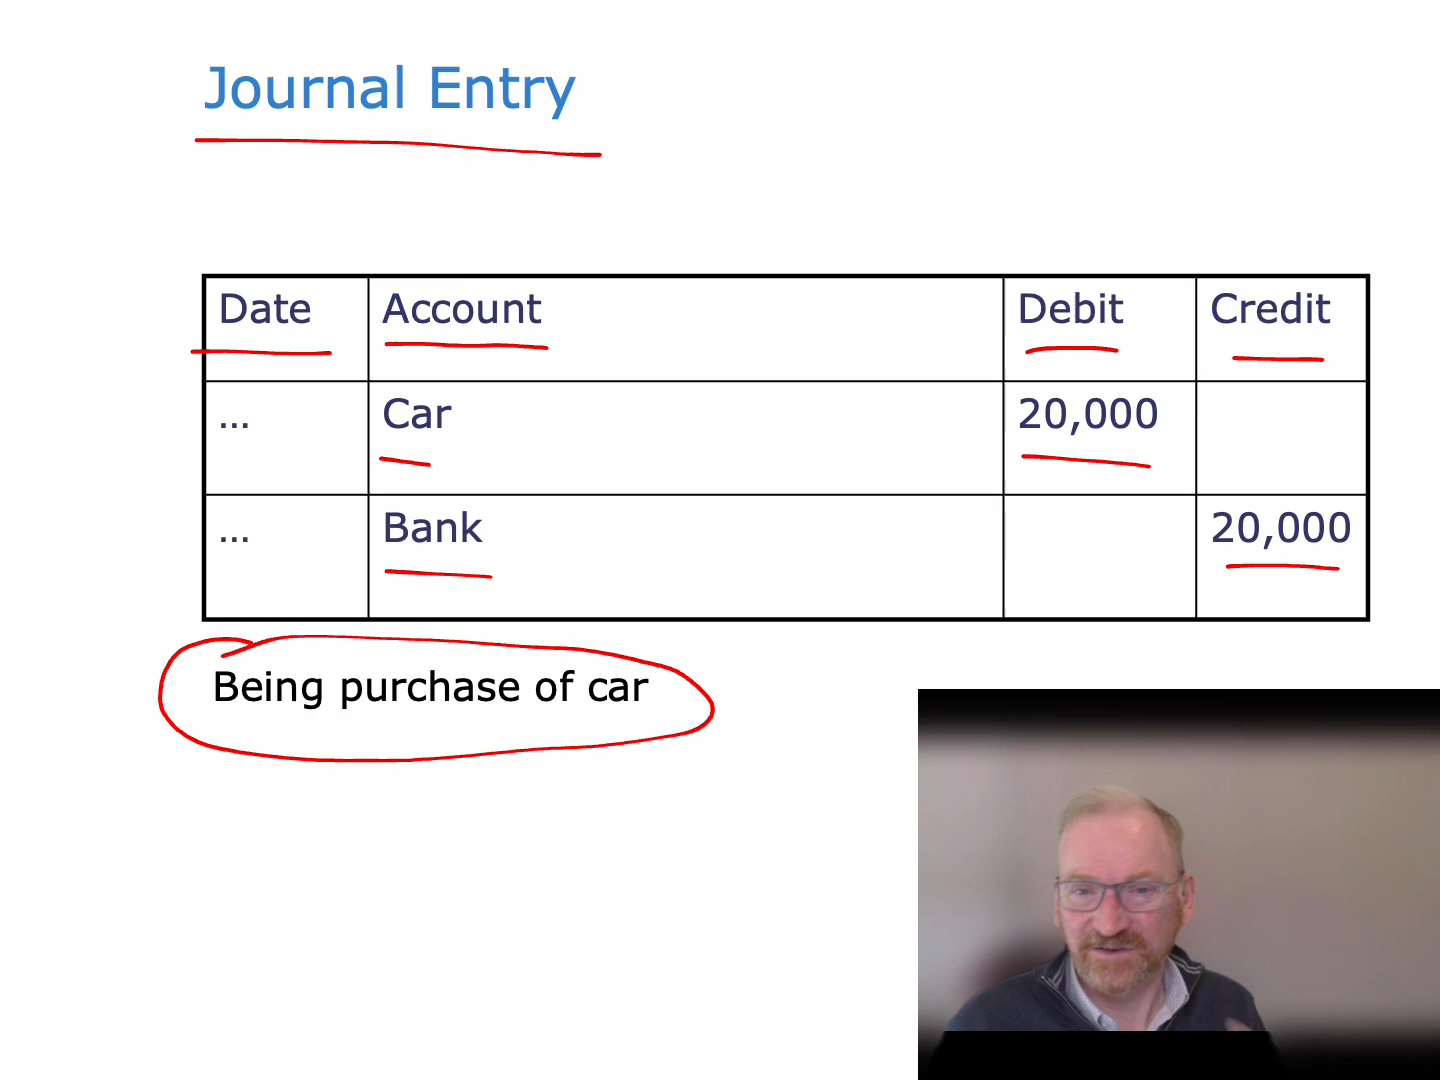 Journal Entry
Date Account Debit Credit
... Car 20,000
... Bank 20,000
Being purchase of car